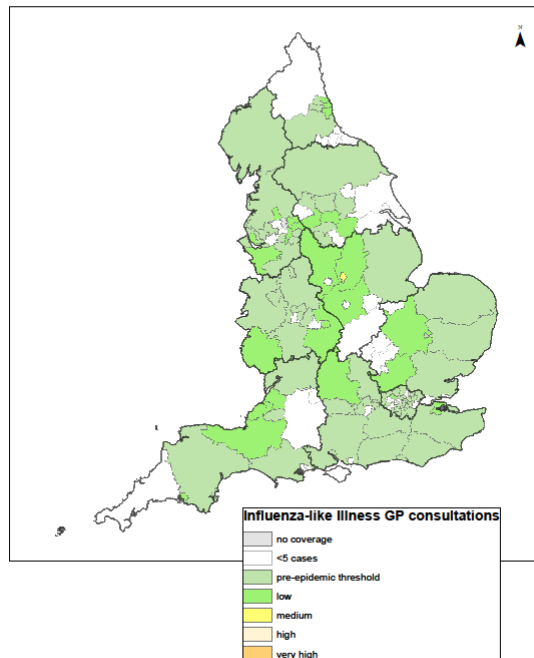 N
Influenza-like Illness GP consultations
no coverage
<5 cases
pre-epidemic threshold
low
medium
high
very high